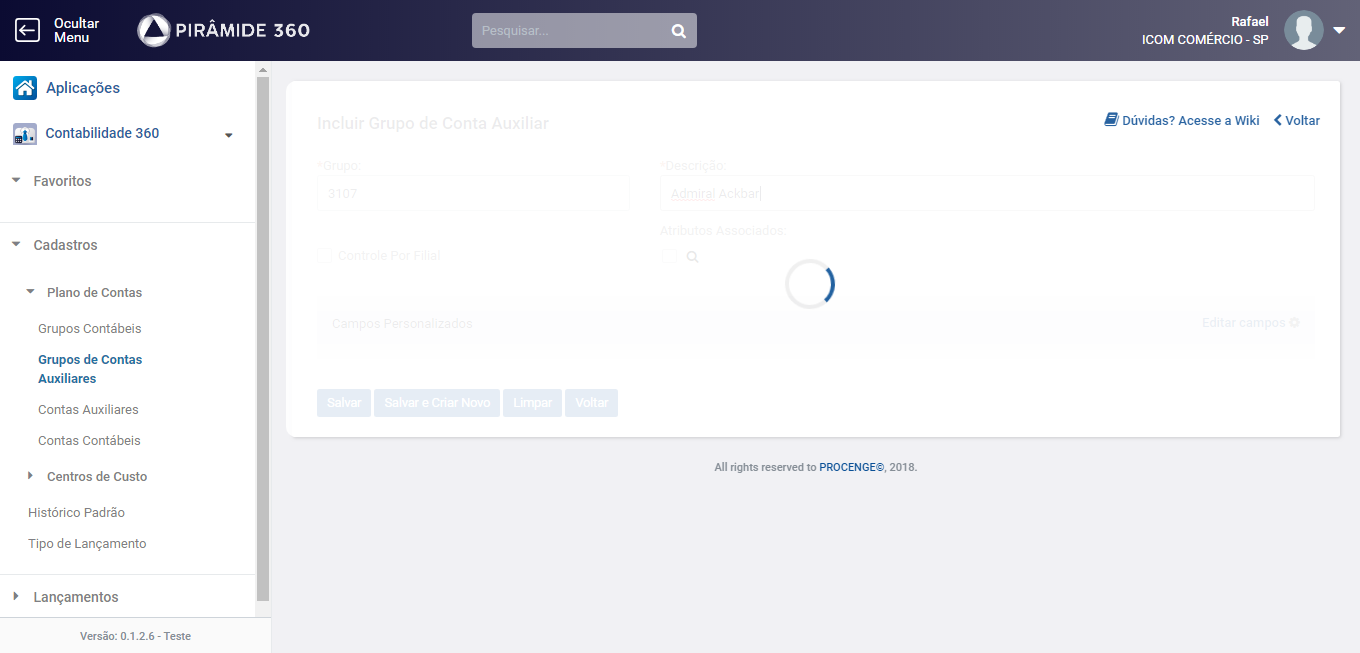 Ocultar
Menu
PIRÂMIDE 360
Pesquisar...
Rafael
ICOM COMÉRCIO - SP
Aplicações
Contabilidade 360
Favoritos
Cadastros
Plano de Contas
Grupos Contábeis
Grupos de Contas
Auxiliares
Contas Auxiliares
Contas Contábeis
Centros de Custo
Histórico Padrão
Tipo de Lançamento
Lançamentos
Versão: 0.1.2.6 - Teste
Incluir Grupo de Conta Auxiliar
Dúvidas? Acesse a Wiki
Voltar
*Grupo:
*Descrição:
3107
Admiral Ackbar
Atributos Associados:
Controle Por Filial
Campos Personalizados
Editar campos
Salvar
Salvar e Criar Novo
Limpar
Voltar
All rights reserved to PROCENGE©, 2018.